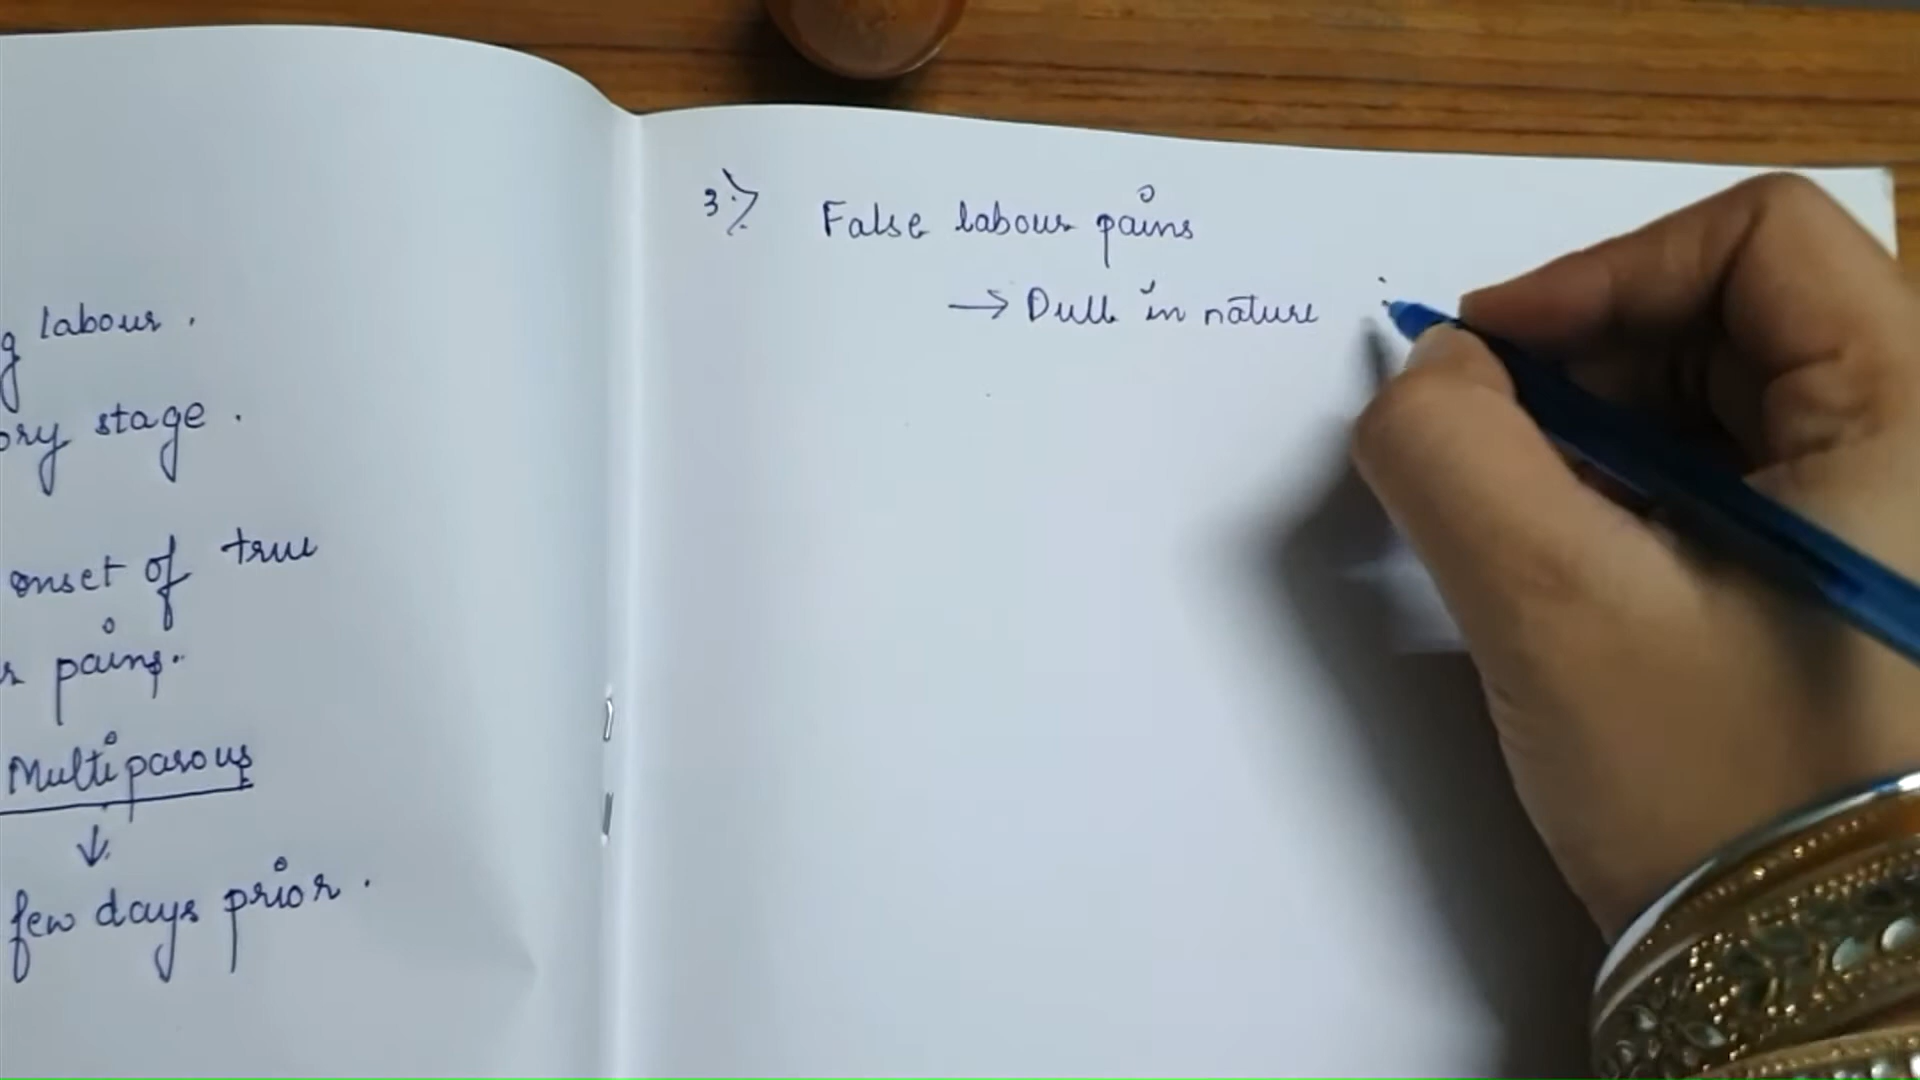 labour.
stage.
onset of true
pains.
Multiparous
↓
few days prior.
3.) False labour pains
→ Dull in nature